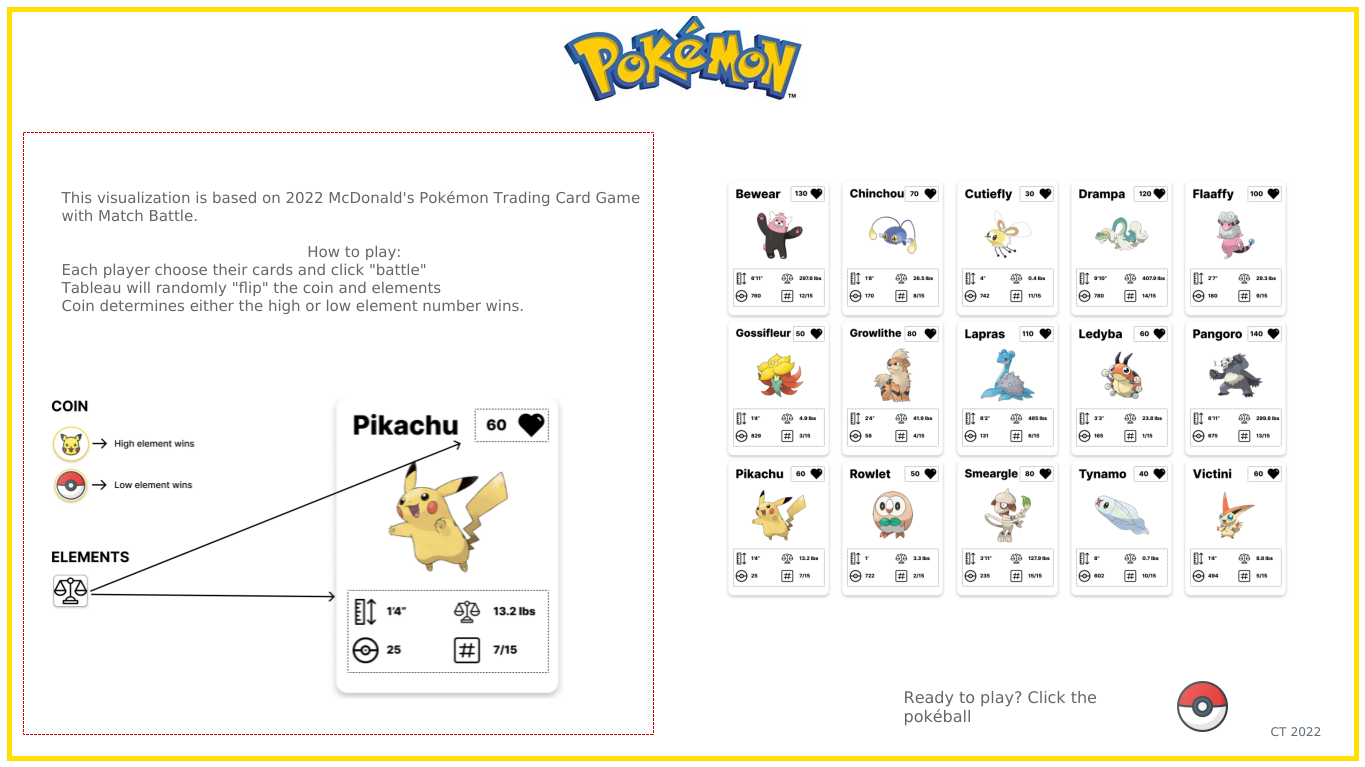 POKéMON
TM
This visualization is based on 2022 McDonald's Pokémon Trading Card Game
with Match Battle.
How to play:
Each player choose their cards and click "battle"
Tableau will randomly "flip" the coin and elements
Coin determines either the high or low element number wins.
COIN
High element wins
Low element wins
ELEMENTS
Pikachu 60
1'4" 13.2 lbs
25 # 7/15
Bewear 130 Chinchou 70 Cutiefly 30 Drampa 120 Flaaffy 100
6'11" 297.6 lbs 1'8" 26.5 lbs 4" 0.4 lbs 9'10" 407.9 lbs 2'7" 29.3 lbs
760 # 12/15 170 # 8/15 742 # 11/15 780 # 14/15 180 # 9/15
Gossifleur 50 Growlithe 80 Lapras 110 Ledyba 60 Pangoro 140
1'4" 4.9 lbs 2'4" 41.9 lbs 8'2" 485 lbs 3'3" 23.8 lbs 6'11" 299.8 lbs
829 # 3/15 58 # 4/15 131 # 6/15 165 # 1/15 675 # 13/15
Pikachu 60 Rowlet 50 Smeargle 80 Tynamo 40 Victini 60
1'4" 13.2 lbs 1' 3.3 lbs 3'11" 127.9 lbs 8" 0.7 lbs 1'4" 8.8 lbs
25 # 7/15 722 # 2/15 235 # 15/15 602 # 10/15 494 # 5/15
Ready to play? Click the
pokéball
CT 2022